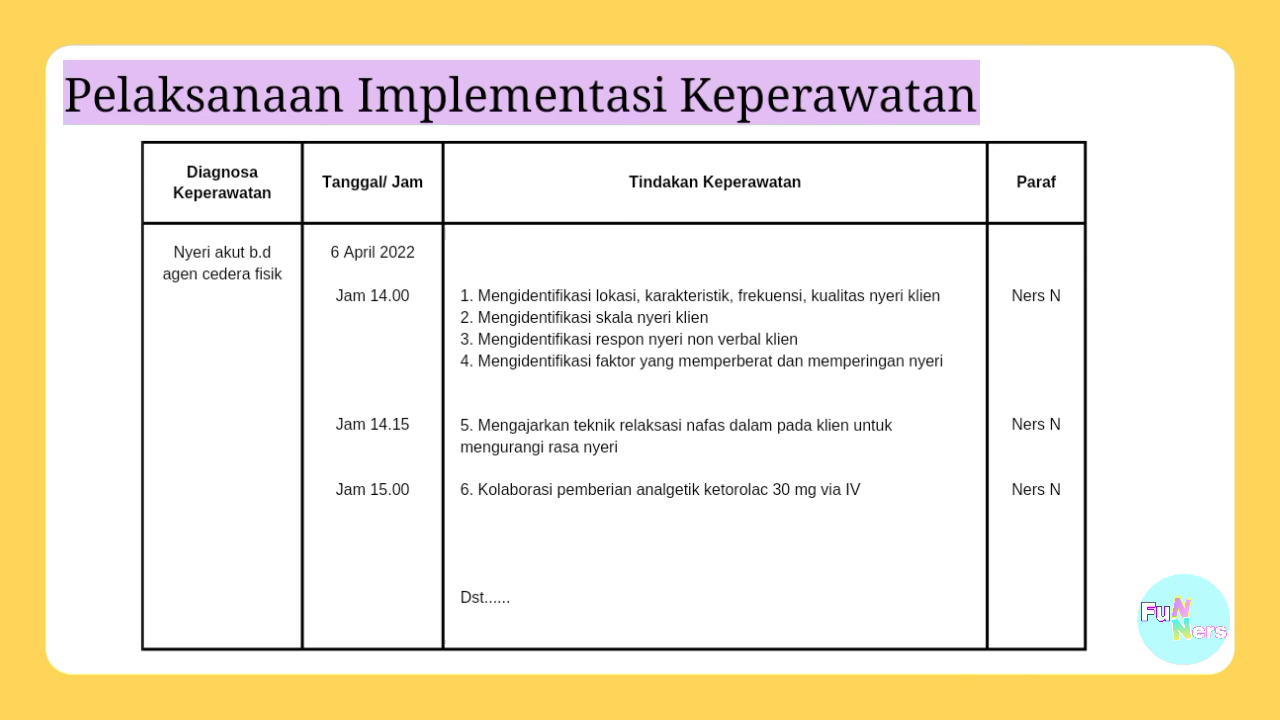 Pelaksanaan Implementasi Keperawatan
Diagnosa
Keperawatan
Tanggal/ Jam
Tindakan Keperawatan
Paraf
Nyeri akut b.d
agen cedera fisik
6 April 2022
Jam 14.00
1. Mengidentifikasi lokasi, karakteristik, frekuensi, kualitas nyeri klien
2. Mengidentifikasi skala nyeri klien
3. Mengidentifikasi respon nyeri non verbal klien
4. Mengidentifikasi faktor yang memperberat dan memperingan nyeri
Ners N
Jam 14.15
5. Mengajarkan teknik relaksasi nafas dalam pada klien untuk
mengurangi rasa nyeri
Ners N
Jam 15.00
6. Kolaborasi pemberian analgetik ketorolac 30 mg via IV
Ners N
Dst......
FuN
Ners